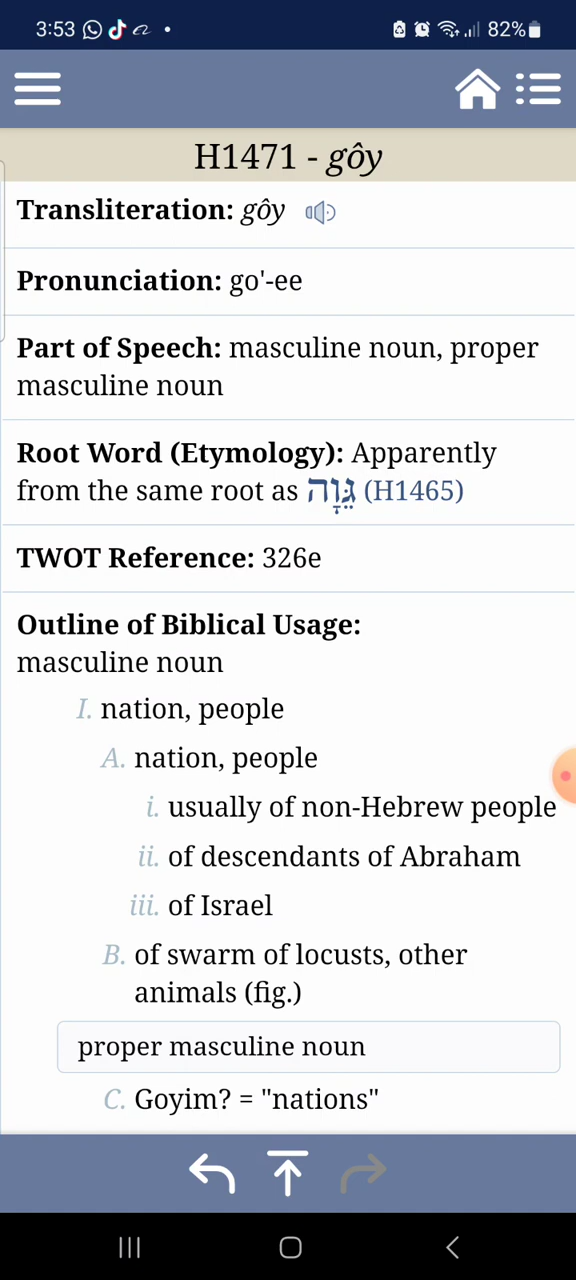 3:53 82%
H1471 - gôy
Transliteration: gôy
Pronunciation: go'-ee
Part of Speech: masculine noun, proper
masculine noun
Root Word (Etymology): Apparently
from the same root as גֵּוָה (H1465)
TWOT Reference: 326e
Outline of Biblical Usage:
masculine noun
I. nation, people
A. nation, people
i. usually of non-Hebrew people
ii. of descendants of Abraham
iii. of Israel
B. of swarm of locusts, other
animals (fig.)
proper masculine noun
C. Goyim? = "nations"